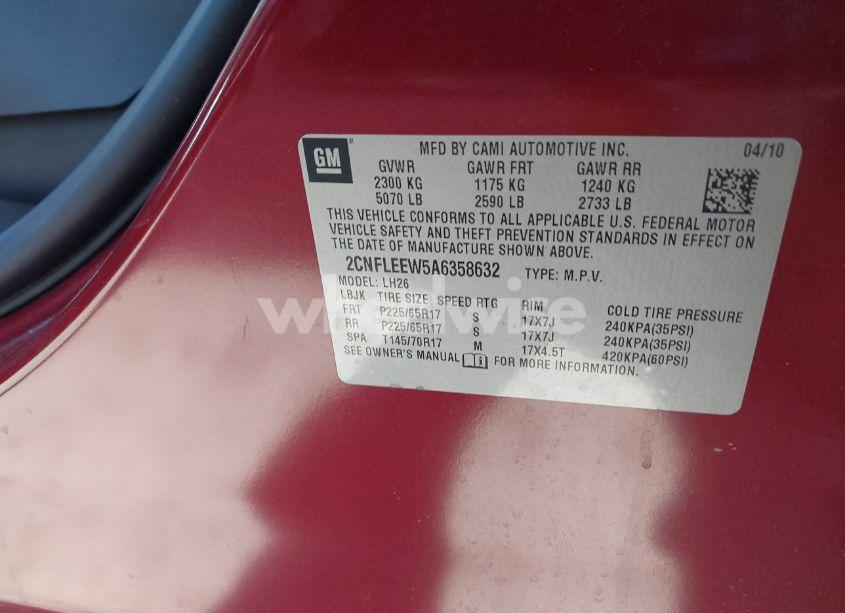 GM
MFD BY CAMI AUTOMOTIVE INC. 04/10
GVWR GAWR FRT GAWR RR
2300 KG 1175 KG 1240 KG
5070 LB 2590 LB 2733 LB
THIS VEHICLE CONFORMS TO ALL APPLICABLE U.S. FEDERAL MOTOR
VEHICLE SAFETY AND THEFT PREVENTION STANDARDS IN EFFECT ON
THE DATE OF MANUFACTURE SHOWN ABOVE.
2CNFLEEW5A6358632 TYPE: M.P.V.
MODEL: LH26
LBJK TIRE SIZE SPEED RTG RIM COLD TIRE PRESSURE
FRT P225/65R17 S 17X7J 240KPA(35PSI)
RR P225/65R17 S 17X7J 240KPA(35PSI)
SPA T145/70R17 M 17X4.5T 420KPA(60PSI)
SEE OWNER'S MANUAL FOR MORE INFORMATION.